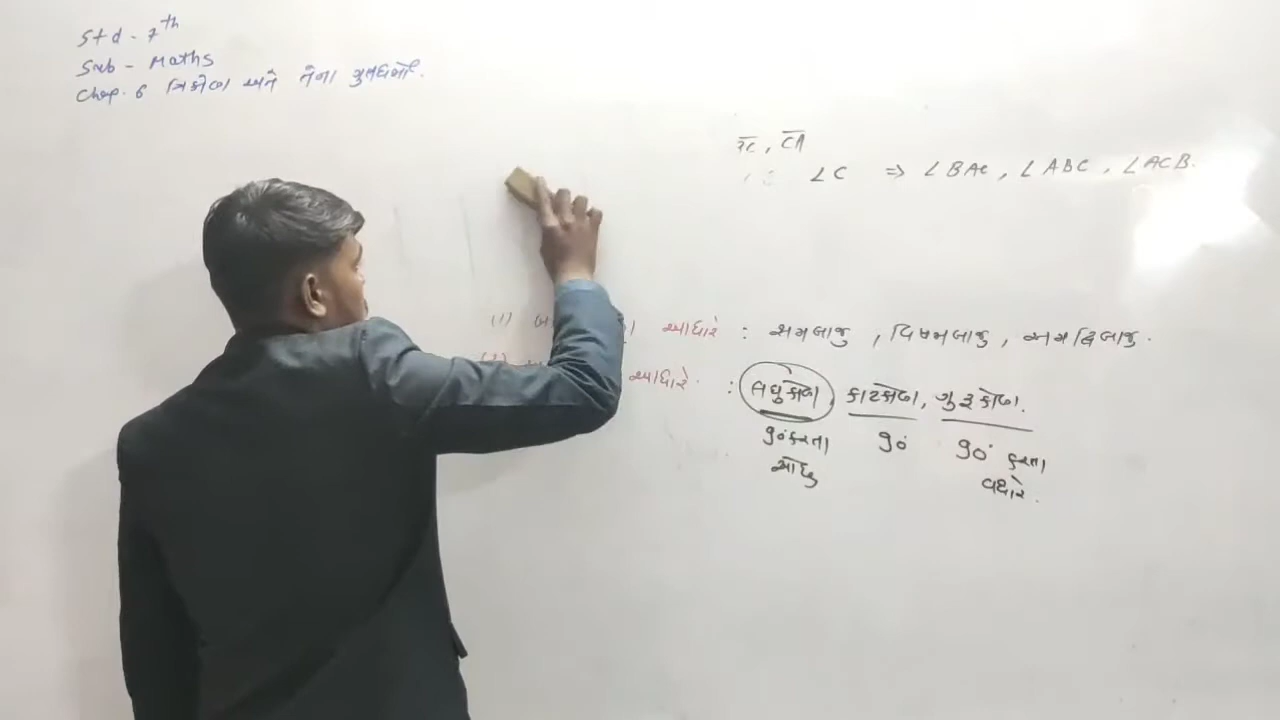 Std - 7th
Sub - Maths
Chap. 6 ત્રિકોણ અને તેના ગુણધર્મો.
, CA
∠C ⇒ ∠BAC, ∠ABC, ∠ACB.
(1) આધારે : સમબાજુ, વિષમબાજુ, સમદ્વિબાજુ.
(2) આધારે : લઘુકોણ, કાટકોણ, ગુરૂકોણ.
90° કરતા 90° 90° કરતા
ઓછુ વધારે.